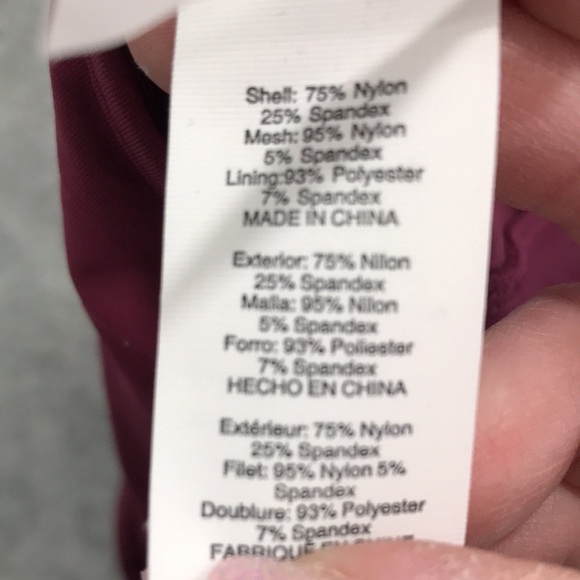 Shell: 75% Nylon
25% Spandex
Mesh: 95% Nylon
5% Spandex
Lining:93% Polyester
7% Spandex
MADE IN CHINA
Exterior: 75% Nilon
25% Spandex
Malla: 95% Nilon
5% Spandex
Forro: 93% Poliester
7% Spandex
HECHO EN CHINA
Extérieur: 75% Nylon
25% Spandex
Filet: 95% Nylon 5%
Spandex
Doublure: 93% Polyester
7% Spandex
FABRIQUÉ EN